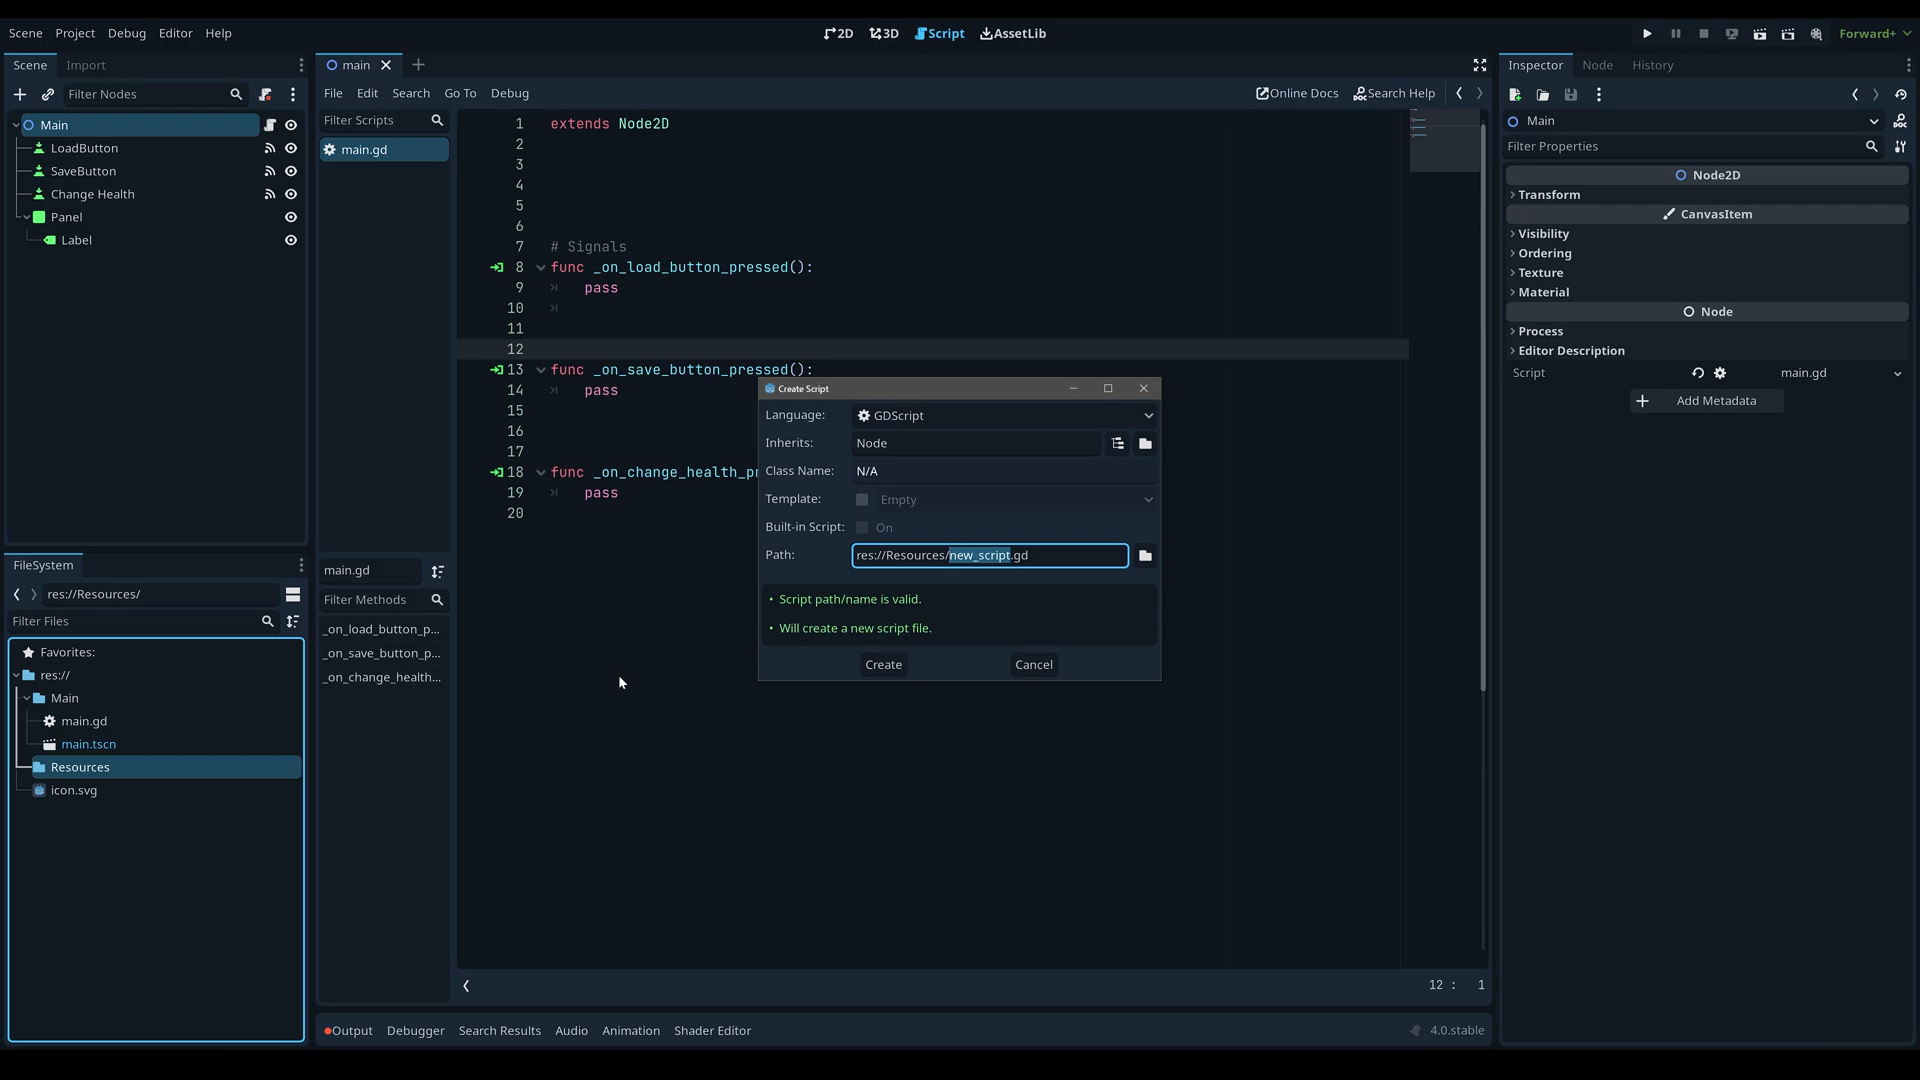 Scene Project Debug Editor Help
2D 3D Script AssetLib
Forward+
Scene Import
Filter Nodes
Main
LoadButton
SaveButton
Change Health
Panel
Label
FileSystem
res://Resources/
Filter Files
Favorites:
res://
Main
main.gd
main.tscn
Resources
icon.svg
main
File Edit Search Go To Debug
Online Docs Search Help
Filter Scripts
main.gd
main.gd
Filter Methods
_on_load_button_p...
_on_save_button_p...
_on_change_health...
1 extends Node2D
2
3
4
5
6
7 # Signals
8 func _on_load_button_pressed():
9 pass
10
11
12
13 func _on_save_button_pressed():
14 pass
15
16
17
18 func _on_change_health_p
19 pass
20
12 : 1
Create Script
Language: GDScript
Inherits: Node
Class Name: N/A
Template: Empty
Built-in Script: On
Path: res://Resources/new_script.gd
• Script path/name is valid.
• Will create a new script file.
Create Cancel
Output Debugger Search Results Audio Animation Shader Editor
4.0.stable
Inspector Node History
Main
Filter Properties
Node2D
Transform
CanvasItem
Visibility
Ordering
Texture
Material
Node
Process
Editor Description
Script main.gd
Add Metadata